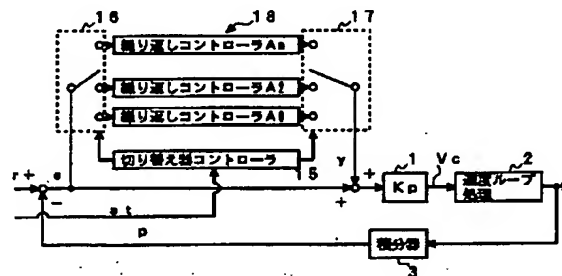 16
18
17
繰り返しコントローラAn
繰り返しコントローラA2
繰り返しコントローラA0
切り替え器コントローラ
15
y
r+
e
-
st
p
+
+
1
Kp
Vc
2
速度ループ
処理
積分器
3